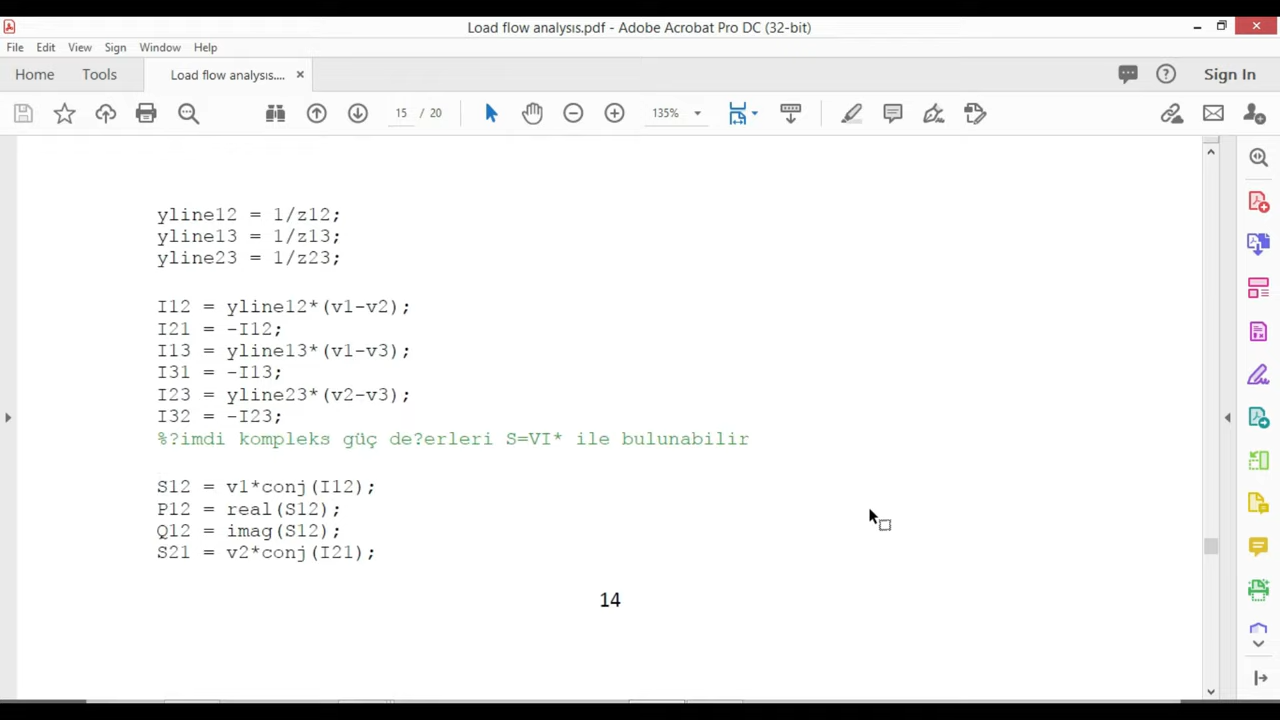 Load flow analysıs.pdf - Adobe Acrobat Pro DC (32-bit)
File Edit View Sign Window Help
Home Tools Load flow analysıs.... × Sign In
15 / 20 135%
yline12 = 1/z12;
yline13 = 1/z13;
yline23 = 1/z23;
I12 = yline12*(v1-v2);
I21 = -I12;
I13 = yline13*(v1-v3);
I31 = -I13;
I23 = yline23*(v2-v3);
I32 = -I23;
%?imdi kompleks güç de?erleri S=VI* ile bulunabilir
S12 = v1*conj(I12);
P12 = real(S12);
Q12 = imag(S12);
S21 = v2*conj(I21);
14